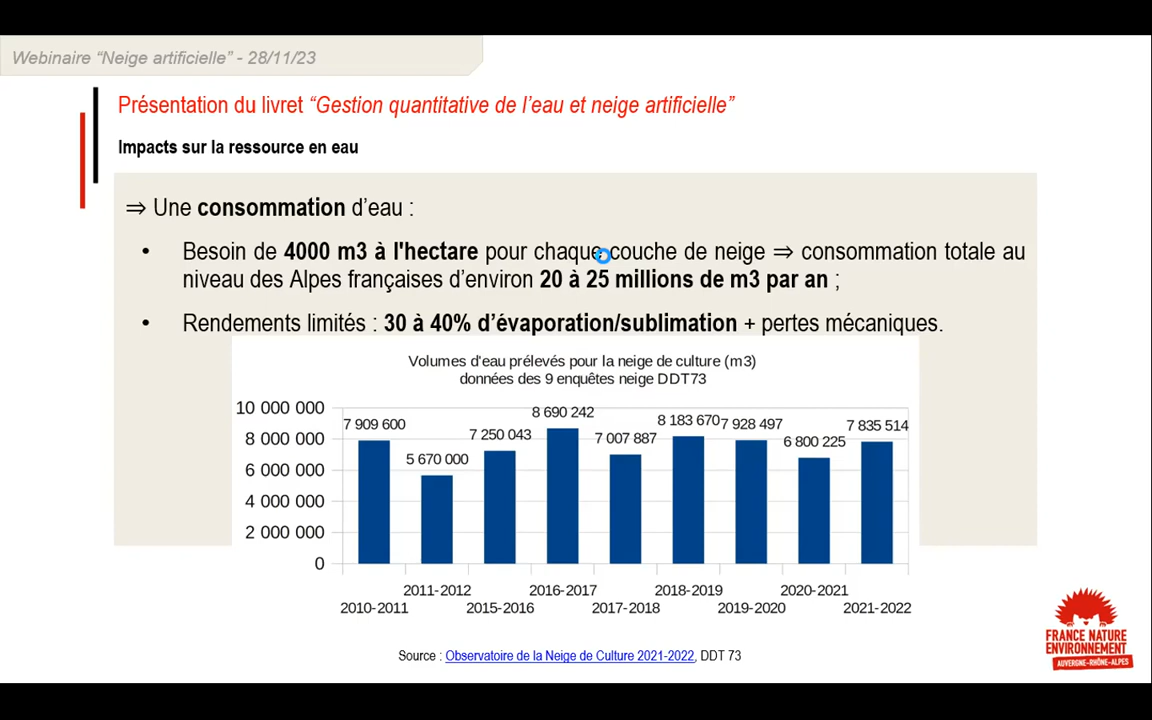 Webinaire “Neige artificielle” - 28/11/23
Présentation du livret “Gestion quantitative de l’eau et neige artificielle”
Impacts sur la ressource en eau
⇒ Une consommation d’eau :
• Besoin de 4000 m3 à l'hectare pour chaque couche de neige ⇒ consommation totale au
niveau des Alpes françaises d’environ 20 à 25 millions de m3 par an ;
• Rendements limités : 30 à 40% d’évaporation/sublimation + pertes mécaniques.
Volumes d'eau prélevés pour la neige de culture (m3)
données des 9 enquêtes neige DDT73
10 000 000
8 000 000
6 000 000
4 000 000
2 000 000
0
7 909 600
5 670 000
7 250 043
8 690 242
7 007 887
8 183 670
7 928 497
6 800 225
7 835 514
2010-2011
2011-2012
2015-2016
2016-2017
2017-2018
2018-2019
2019-2020
2020-2021
2021-2022
Source : Observatoire de la Neige de Culture 2021-2022, DDT 73
FRANCE NATURE
ENVIRONNEMENT
AUVERGNE-RHÔNE-ALPES